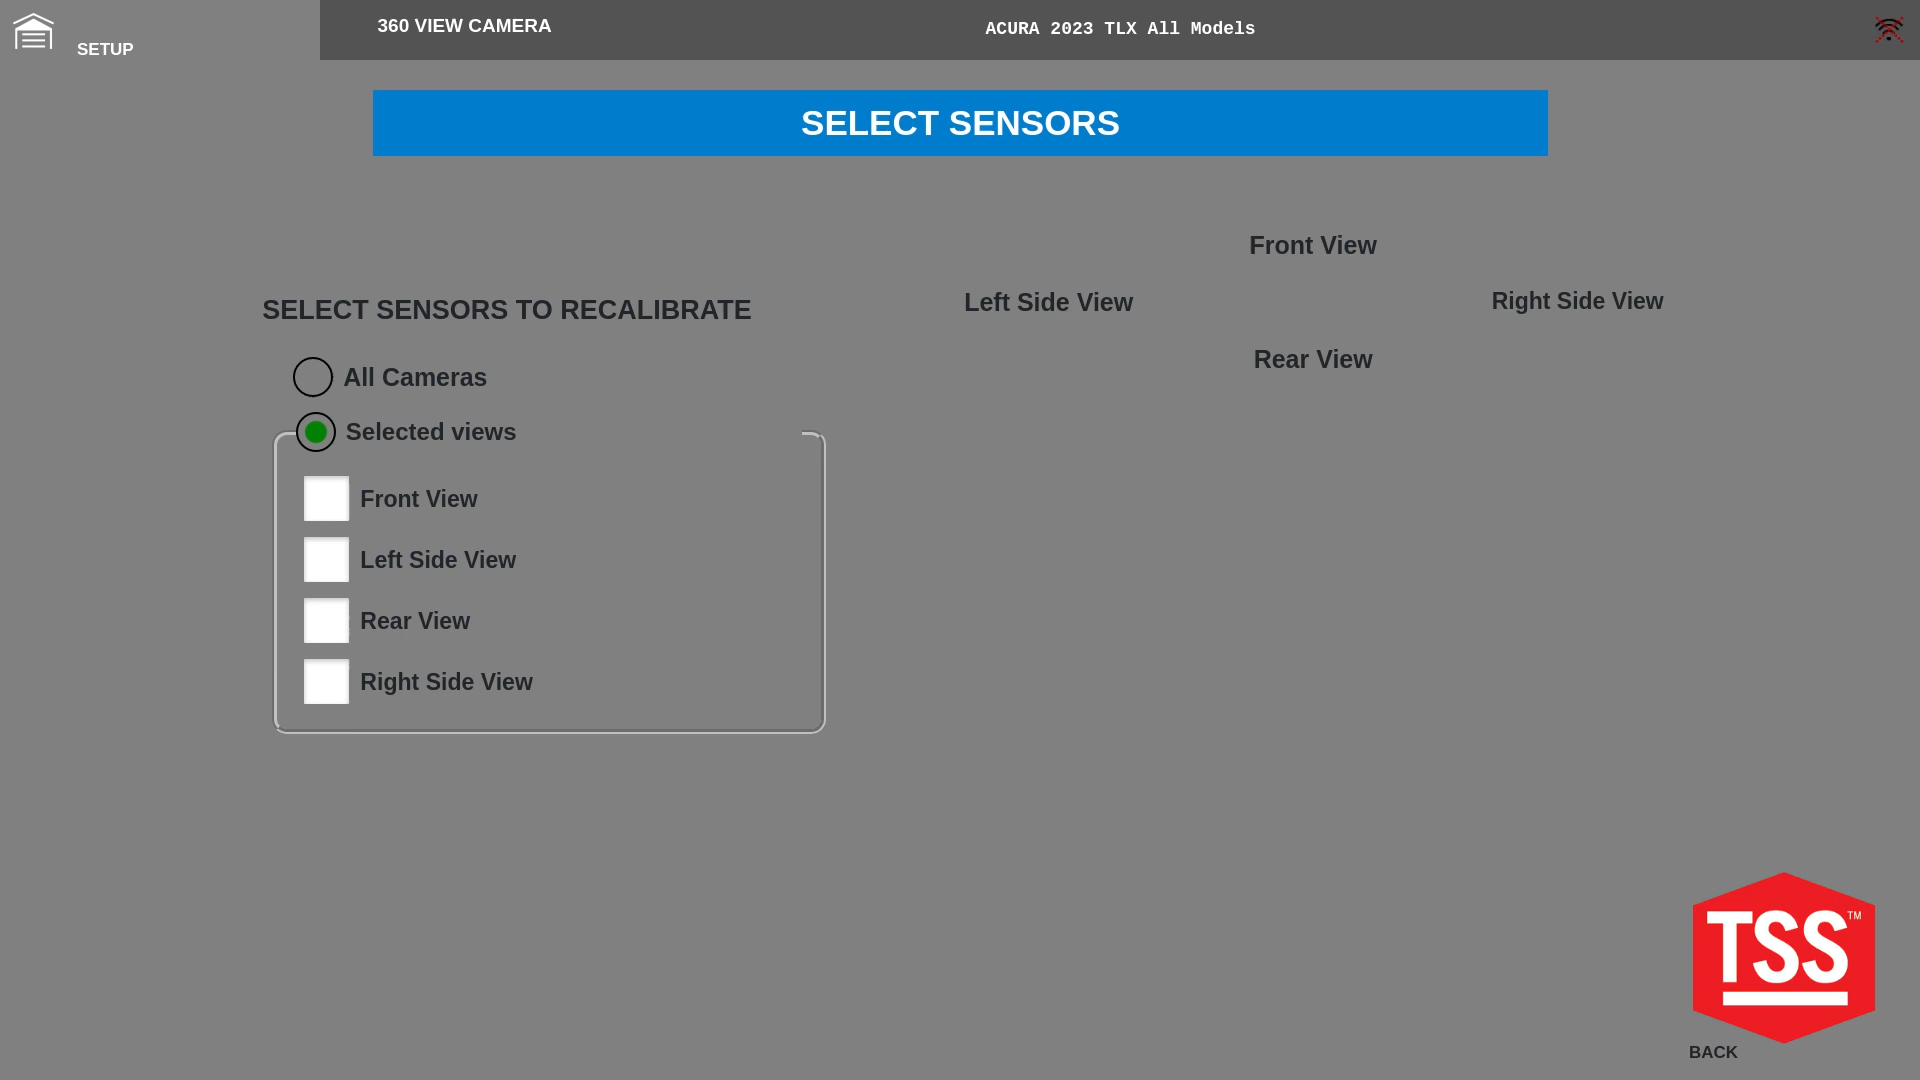 SETUP
360 VIEW CAMERA
ACURA 2023 TLX All Models
SELECT SENSORS
SELECT SENSORS TO RECALIBRATE
All Cameras
Selected views
Front View
Left Side View
Rear View
Right Side View
Front View
Left Side View
Right Side View
Rear View
TSS™
BACK